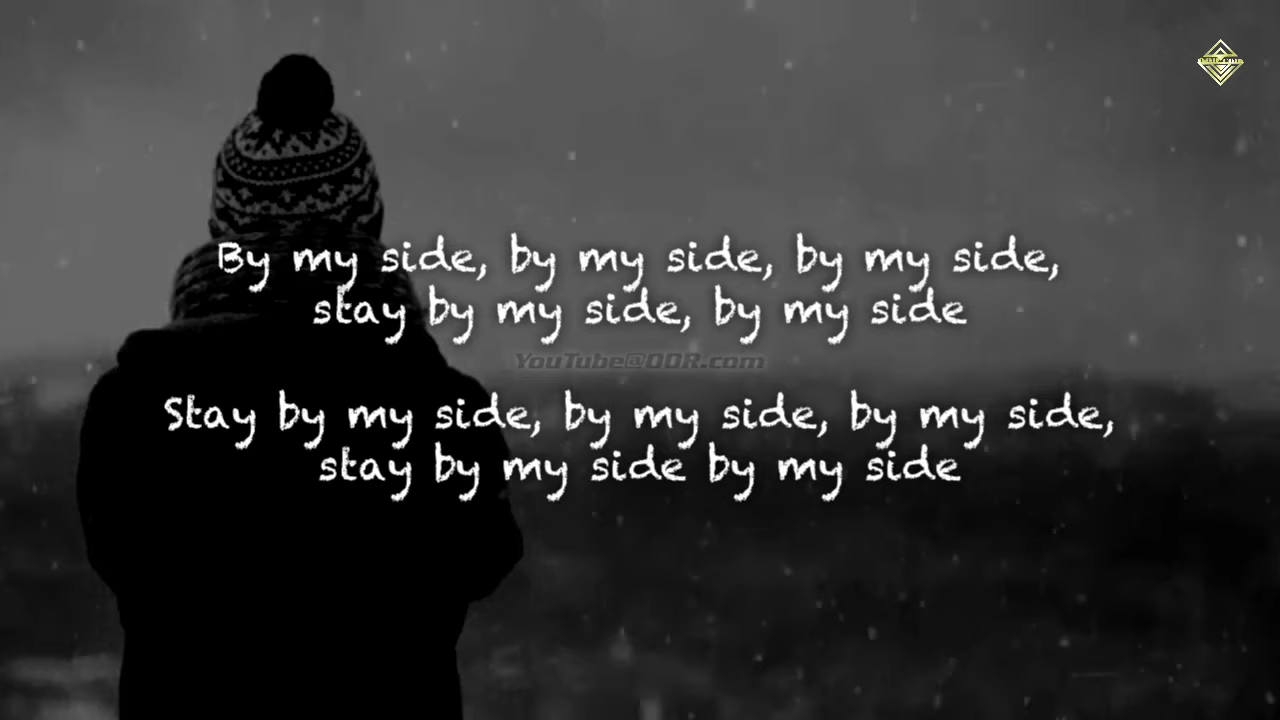 By my side, by my side, by my side,
stay by my side, by my side
YouTube@OOR.com
Stay by my side, by my side, by my side,
stay by my side by my side